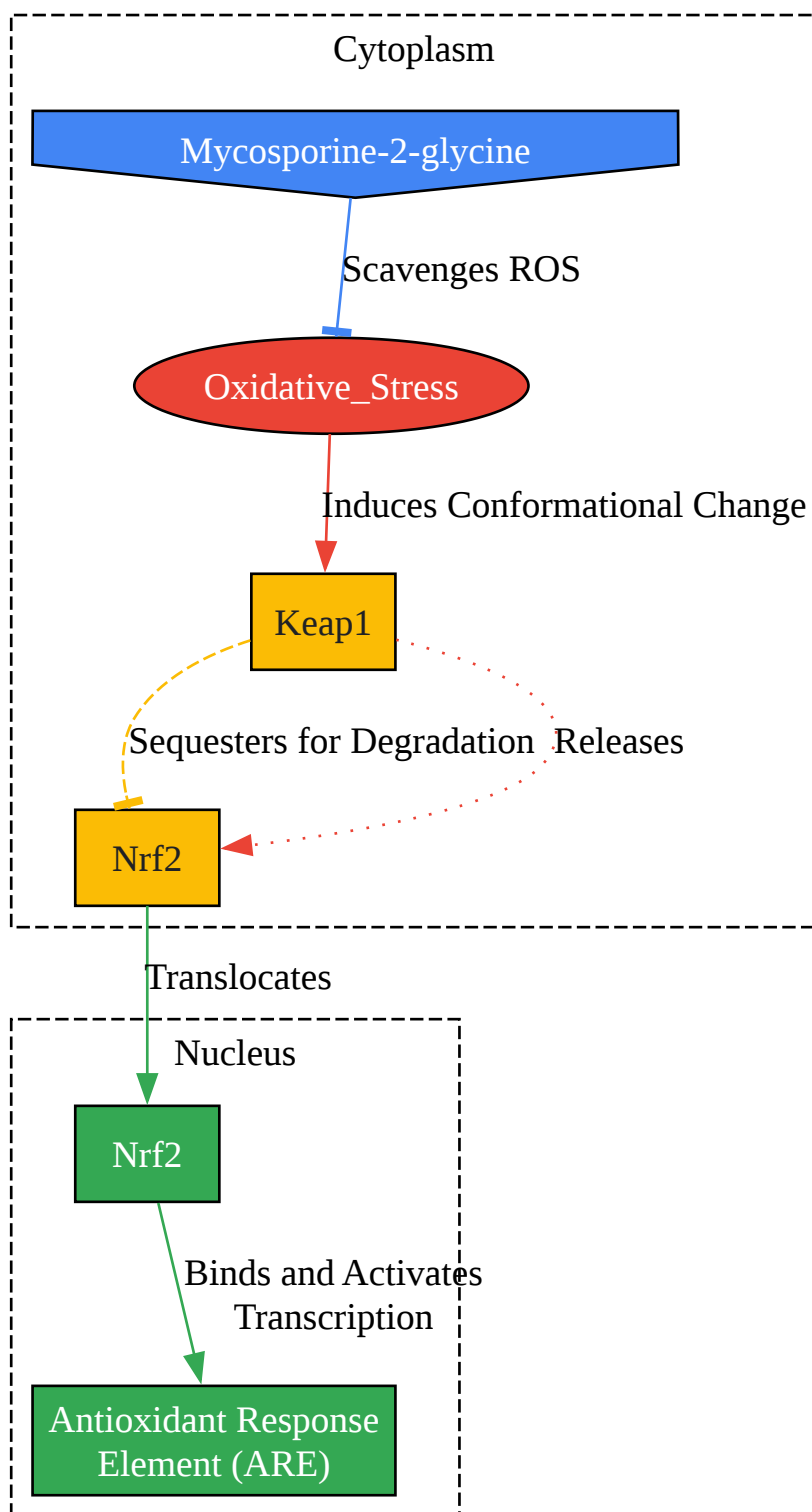 Cytoplasm
Mycosporine-2-glycine
Scavenges ROS
Oxidative_Stress
Induces Conformational Change
Keap1
Sequesters for Degradation
Releases
Nrf2
Translocates
Nucleus
Nrf2
Binds and Activates
Transcription
Antioxidant Response
Element (ARE)